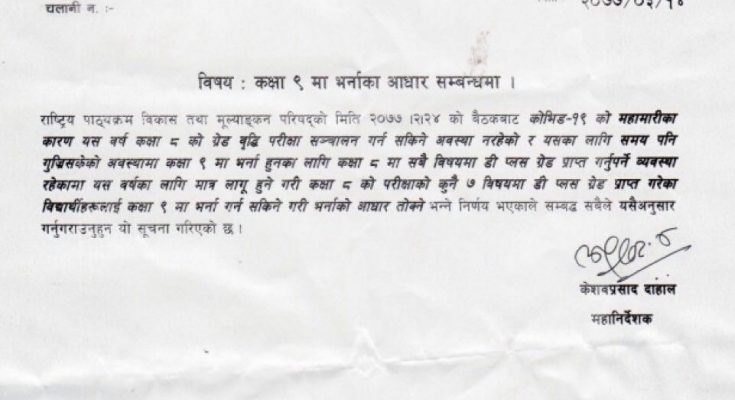 चलानी न. :-
२०७७/०३/१४
विषय : कक्षा ९ मा भर्नाका आधार सम्बन्धमा ।
राष्ट्रिय पाठ्यक्रम विकास तथा मूल्याङ्कन परिषद्को मिति २०७७ ।२।२४ को बैठकबाट कोभिड-१९ को महामारीका
कारण यस वर्ष कक्षा ८ को ग्रेड वृद्धि परीक्षा सञ्चालन गर्न सकिने अवस्था नरहेको र यसका लागि समय पनि
गुज्रिसकेको अवस्थामा कक्षा ९ मा भर्ना हुनका लागि कक्षा ८ मा सबै विषयमा डी प्लस ग्रेड प्राप्त गर्नुपर्ने व्यवस्था
रहेकामा यस वर्षका लागि मात्र लागू हुने गरी कक्षा ८ को परीक्षाको कुनै ७ विषयमा डी प्लस ग्रेड प्राप्त गरेका
विद्यार्थीहरूलाई कक्षा ९ मा भर्ना गर्न सकिने गरी भर्नाको आधार तोक्ने भन्ने निर्णय भएकाले सम्बद्ध सबैले यसैअनुसार
गर्नुगराउनुहुन यो सूचना गरिएको छ ।
केशवप्रसाद दाहाल
महानिर्देशक